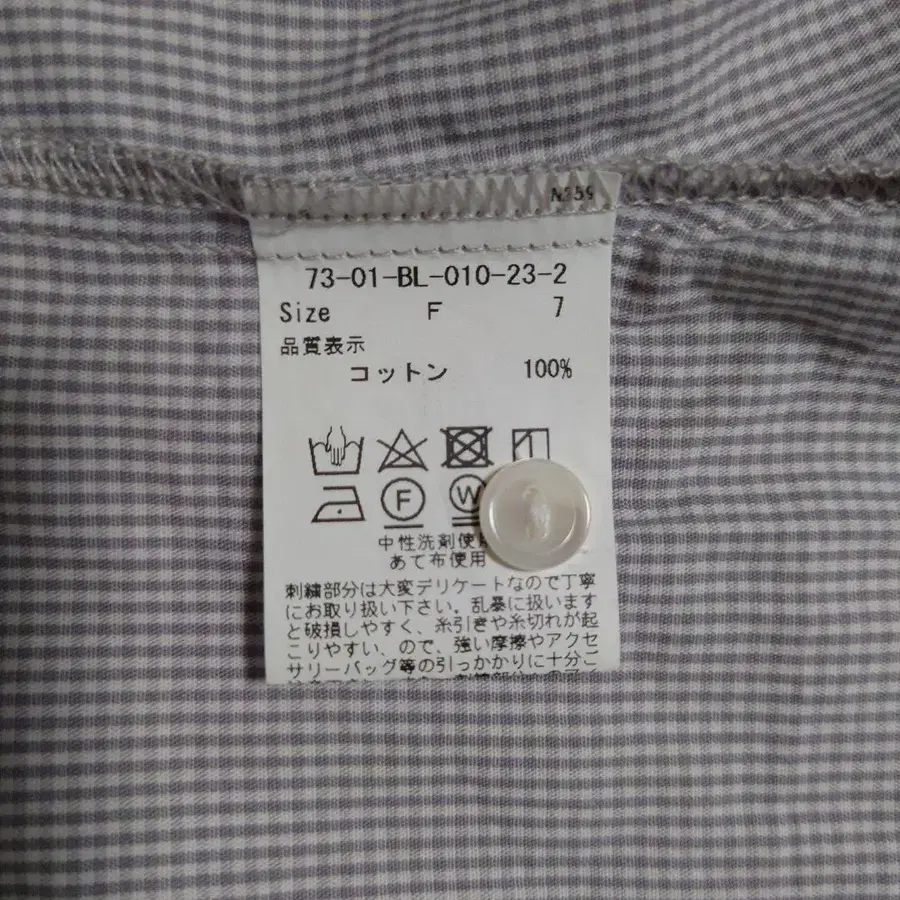 N259
73-01-BL-010-23-2
Size F 7
品質表示
コットン 100%
F W
中性洗剤使
あて布使用
刺繍部分は大変デリケートなので丁寧
にお取り扱い下さい。乱暴に扱います
と破損しやすく、糸引きや糸切れが起
こりやすい、ので、強い摩擦やアクセ
サリーバッグ等の引っかかりに十分ご